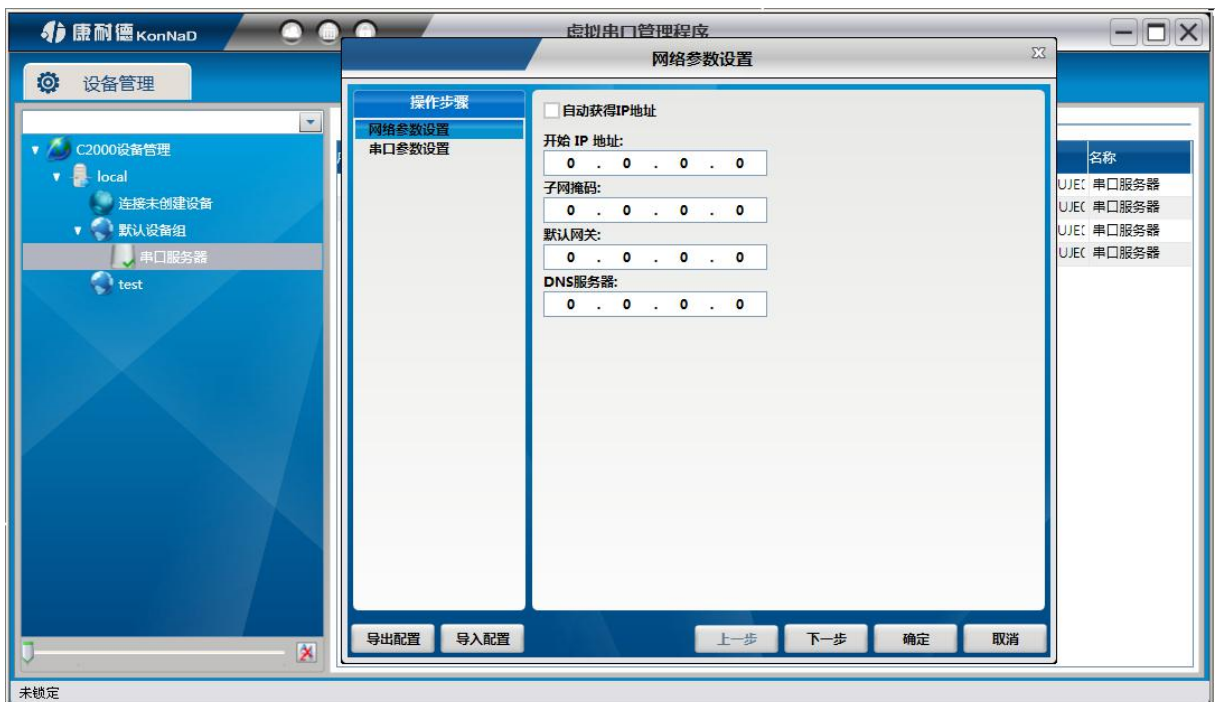 康耐德KonNaD
虚拟串口管理程序
网络参数设置
设备管理
操作步骤
网络参数设置
串口参数设置
自动获得IP地址
开始 IP 地址:
0 . 0 . 0 . 0
子网掩码:
0 . 0 . 0 . 0
默认网关:
0 . 0 . 0 . 0
DNS服务器:
0 . 0 . 0 . 0
C2000设备管理
local
连接未创建设备
默认设备组
串口服务器
test
名称
串口服务器
串口服务器
串口服务器
串口服务器
导出配置 导入配置 上一步 下一步 确定 取消
未锁定